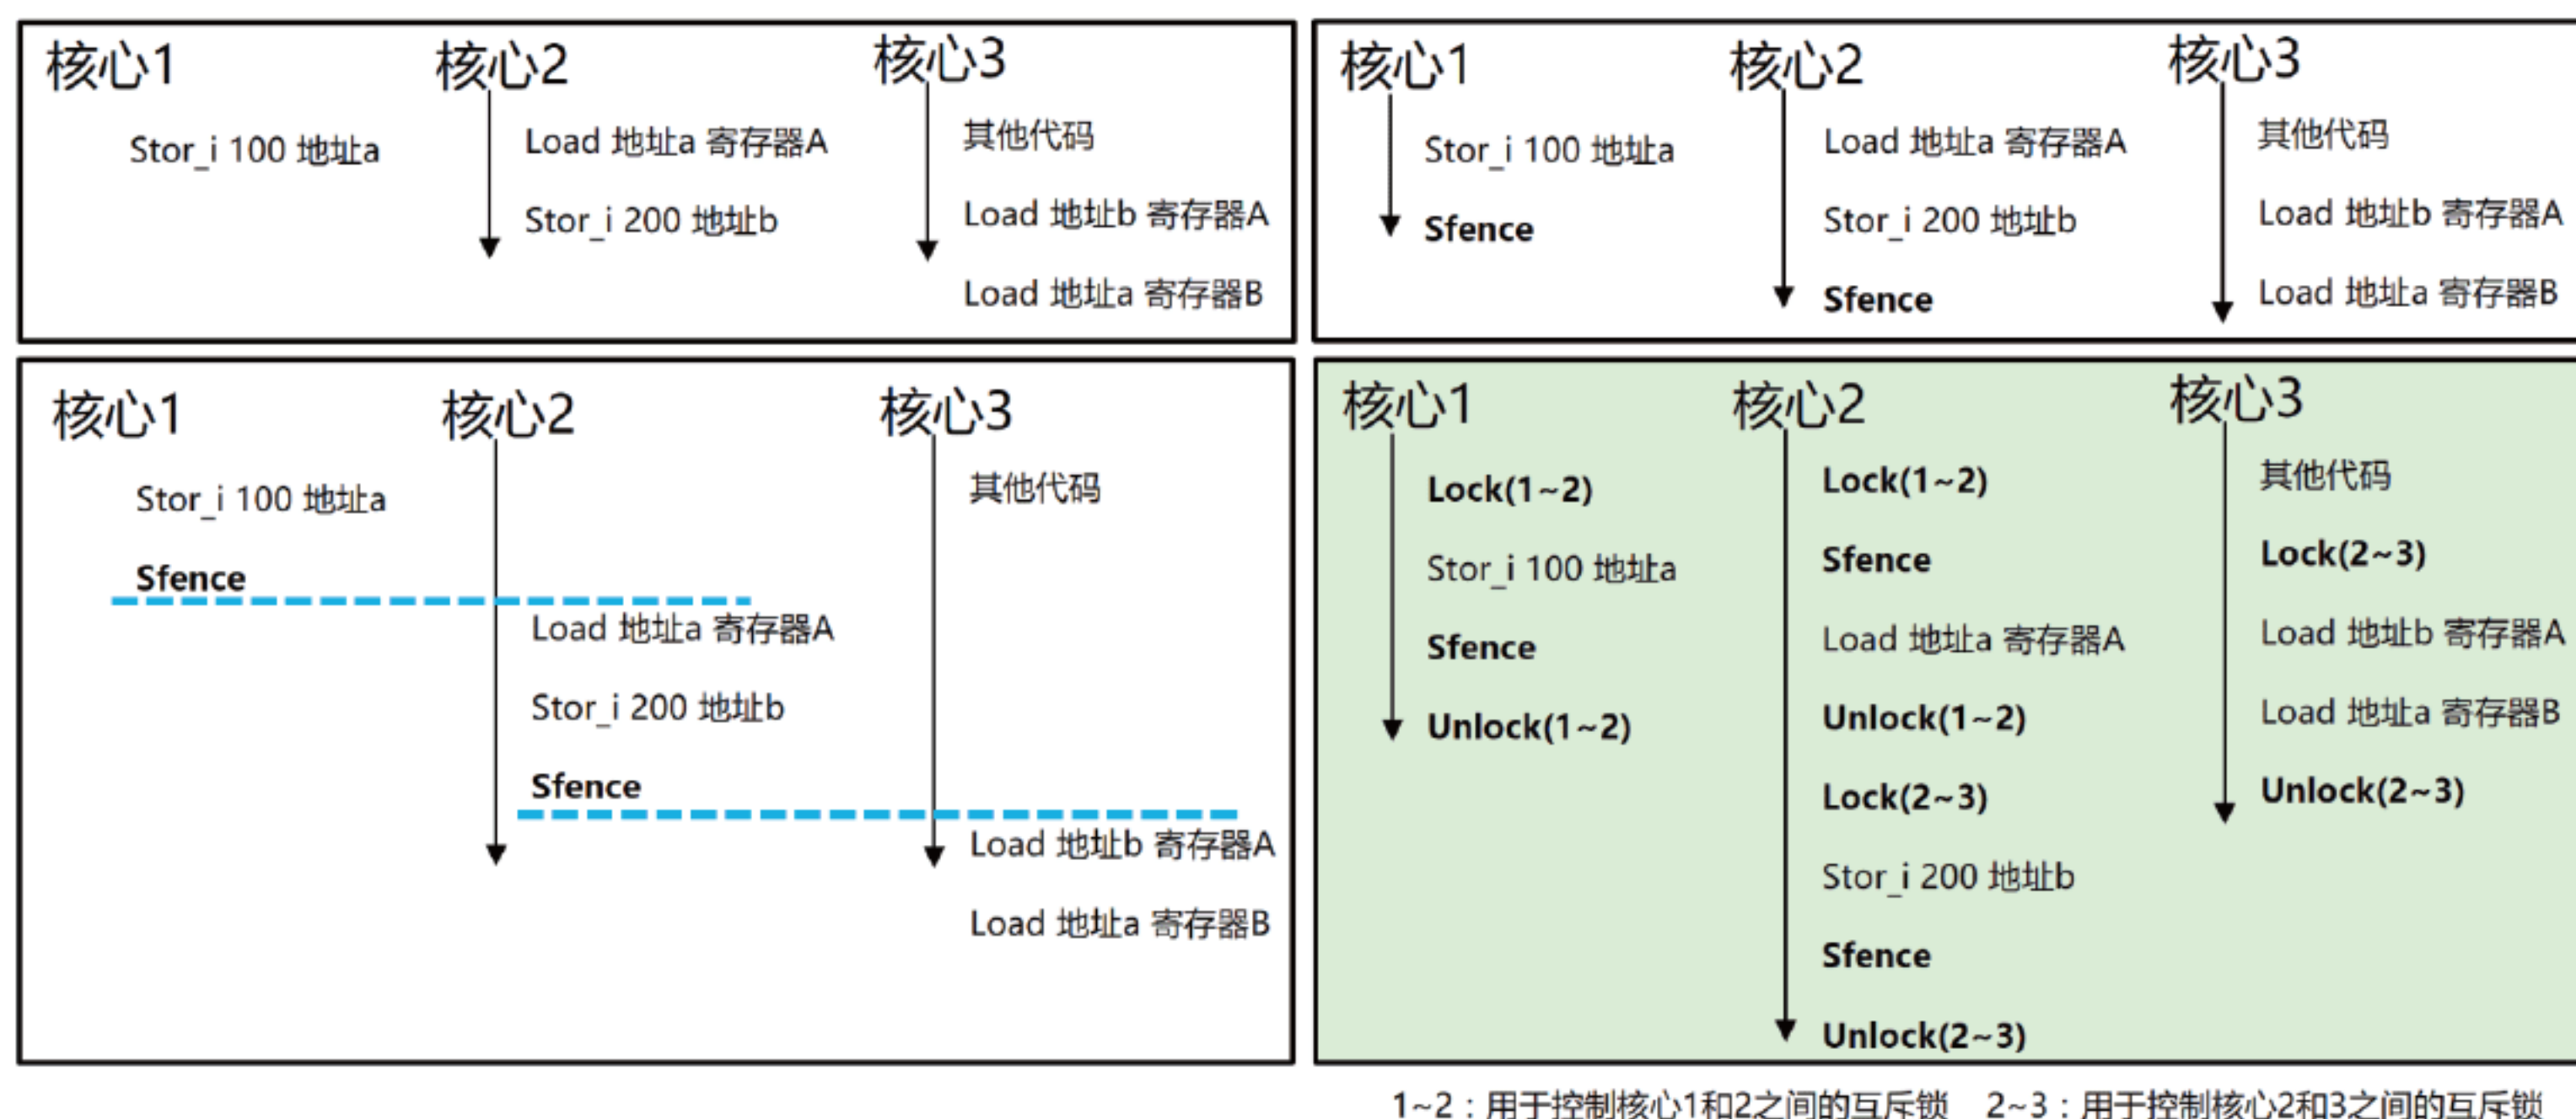 核心1
Stor_i 100 地址a
核心2
Load 地址a 寄存器A
Stor_i 200 地址b
核心3
其他代码
Load 地址b 寄存器A
Load 地址a 寄存器B
核心1
Stor_i 100 地址a
Sfence
核心2
Load 地址a 寄存器A
Stor_i 200 地址b
Sfence
核心3
其他代码
Load 地址b 寄存器A
Load 地址a 寄存器B
核心1
Stor_i 100 地址a
Sfence
核心2
Load 地址a 寄存器A
Stor_i 200 地址b
Sfence
核心3
其他代码
Load 地址b 寄存器A
Load 地址a 寄存器B
核心1
Lock(1~2)
Stor_i 100 地址a
Sfence
Unlock(1~2)
核心2
Lock(1~2)
Sfence
Load 地址a 寄存器A
Unlock(1~2)
Lock(2~3)
Stor_i 200 地址b
Sfence
Unlock(2~3)
核心3
其他代码
Lock(2~3)
Load 地址b 寄存器A
Load 地址a 寄存器B
Unlock(2~3)
1~2：用于控制核心1和2之间的互斥锁 2~3：用于控制核心2和3之间的互斥锁